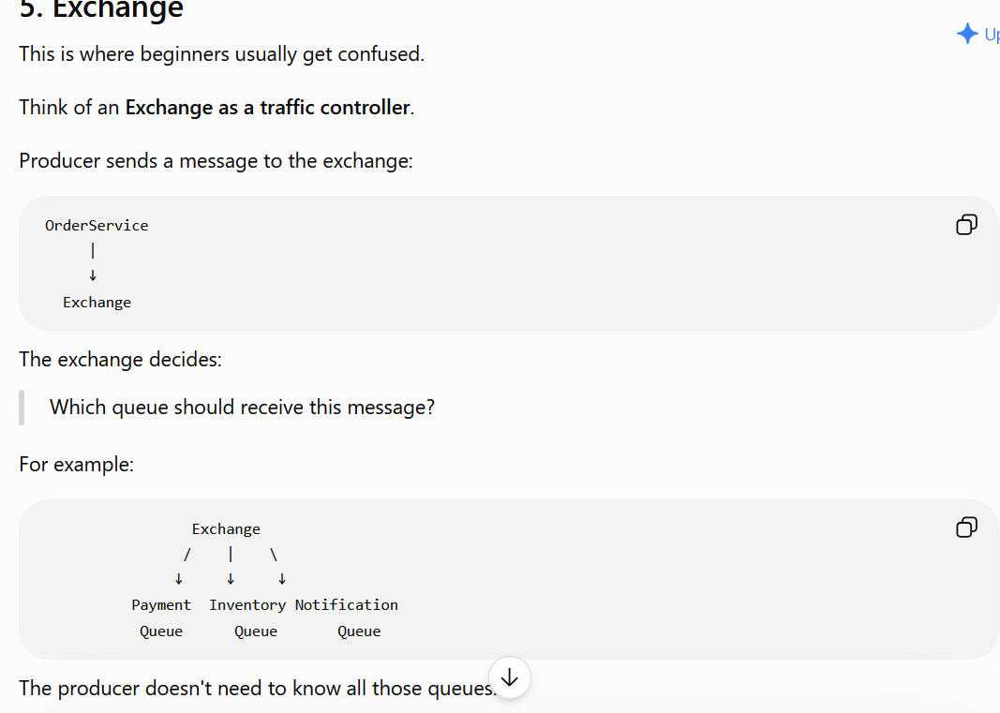 5. Exchange
Up
This is where beginners usually get confused.
Think of an Exchange as a traffic controller.
Producer sends a message to the exchange:
OrderService
|
↓
Exchange
The exchange decides:
Which queue should receive this message?
For example:
Exchange
/ | \
↓ ↓ ↓
Payment Inventory Notification
Queue Queue Queue
The producer doesn't need to know all those queues.